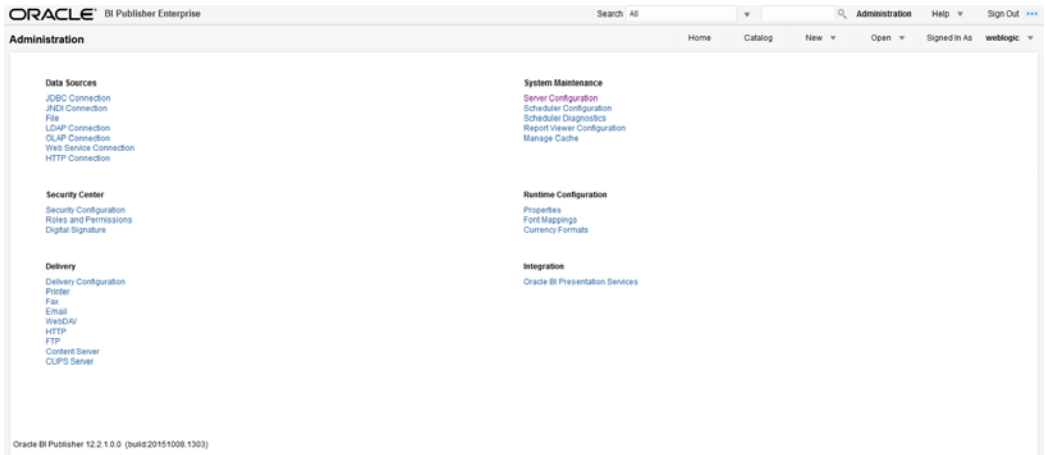 ORACLE® BI Publisher Enterprise Search All Administration Help Sign Out
Administration Home Catalog New Open Signed In As weblogic
Data Sources
JDBC Connection
JNDI Connection
File
LDAP Connection
OLAP Connection
Web Service Connection
HTTP Connection
System Maintenance
Server Configuration
Scheduler Configuration
Scheduler Diagnostics
Report Viewer Configuration
Manage Cache
Security Center
Security Configuration
Roles and Permissions
Digital Signature
Runtime Configuration
Properties
Font Mappings
Currency Formats
Delivery
Delivery Configuration
Printer
Fax
Email
WebDAV
HTTP
FTP
Content Server
CUPS Server
Integration
Oracle BI Presentation Services
Oracle BI Publisher 12.2.1.0.0 (build:20151008.1303)